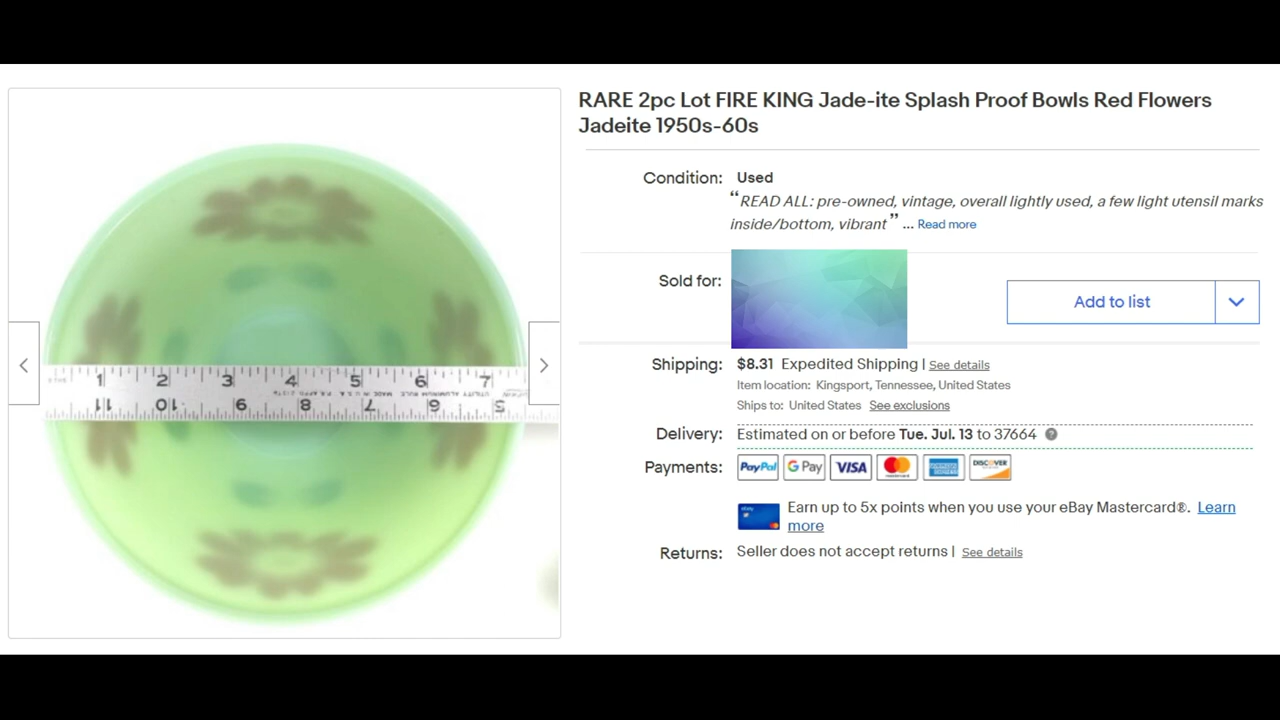 RARE 2pc Lot FIRE KING Jade-ite Splash Proof Bowls Red Flowers
Jadeite 1950s-60s
Condition: Used
“READ ALL: pre-owned, vintage, overall lightly used, a few light utensil marks
inside/bottom, vibrant” ... Read more
Sold for:
Add to list
Shipping: $8.31 Expedited Shipping | See details
Item location: Kingsport, Tennessee, United States
Ships to: United States See exclusions
Delivery: Estimated on or before Tue. Jul. 13 to 37664 ?
Payments: PayPal G Pay VISA mastercard AMERICAN EXPRESS DISCOVER
ebay Earn up to 5x points when you use your eBay Mastercard®. Learn
more
Returns: Seller does not accept returns | See details
1 2 3 4 5 6 7
11 10 9 8 7 6 5